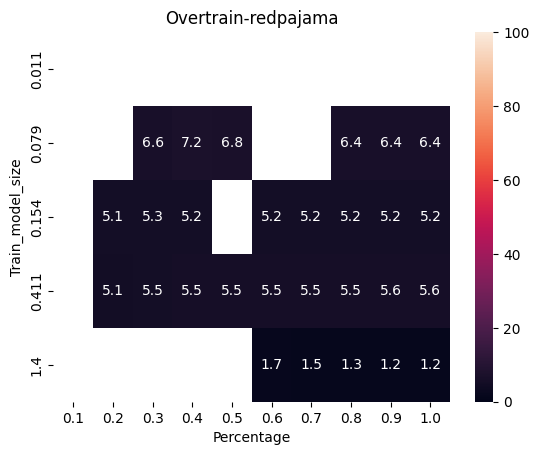 Overtrain-redpajama
Train_model_size
0.011
0.079
0.154
0.411
1.4
6.6 7.2 6.8 6.4 6.4 6.4
5.1 5.3 5.2 5.2 5.2 5.2 5.2 5.2
5.1 5.5 5.5 5.5 5.5 5.5 5.5 5.6 5.6
1.7 1.5 1.3 1.2 1.2
0.1 0.2 0.3 0.4 0.5 0.6 0.7 0.8 0.9 1.0
Percentage
100
80
60
40
20
0